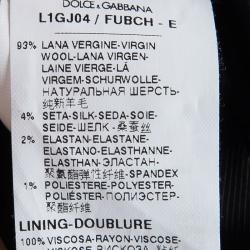 DOLCE & GABBANA
L1GJ04 / FUBCH - E
93% LANA VERGINE-VIRGIN
WOOL-LANA VIRGEN-
LAINE VIERGE-LÃ
VIRGEM-SCHURWOLLE-
НАТУРАЛЬНАЯ ШЕРСТЬ-
纯新羊毛
4% SETA-SILK-SEDA-SOIE-
SEIDE-ШЕЛК - 桑蚕丝
2% ELASTAN-ELASTANE-
ELASTANO-ELASTHANNE-
ELASTHAN-ЭЛАСТАН-
聚氨酯弹性纤维-SPANDEX
1% POLIESTERE-POLYESTER-
POLIÉSTER-ПОЛИЭСТЕР-
聚酯纤维
LINING-DOUBLURE
100% VISCOSA-RAYON-VISCOSE-